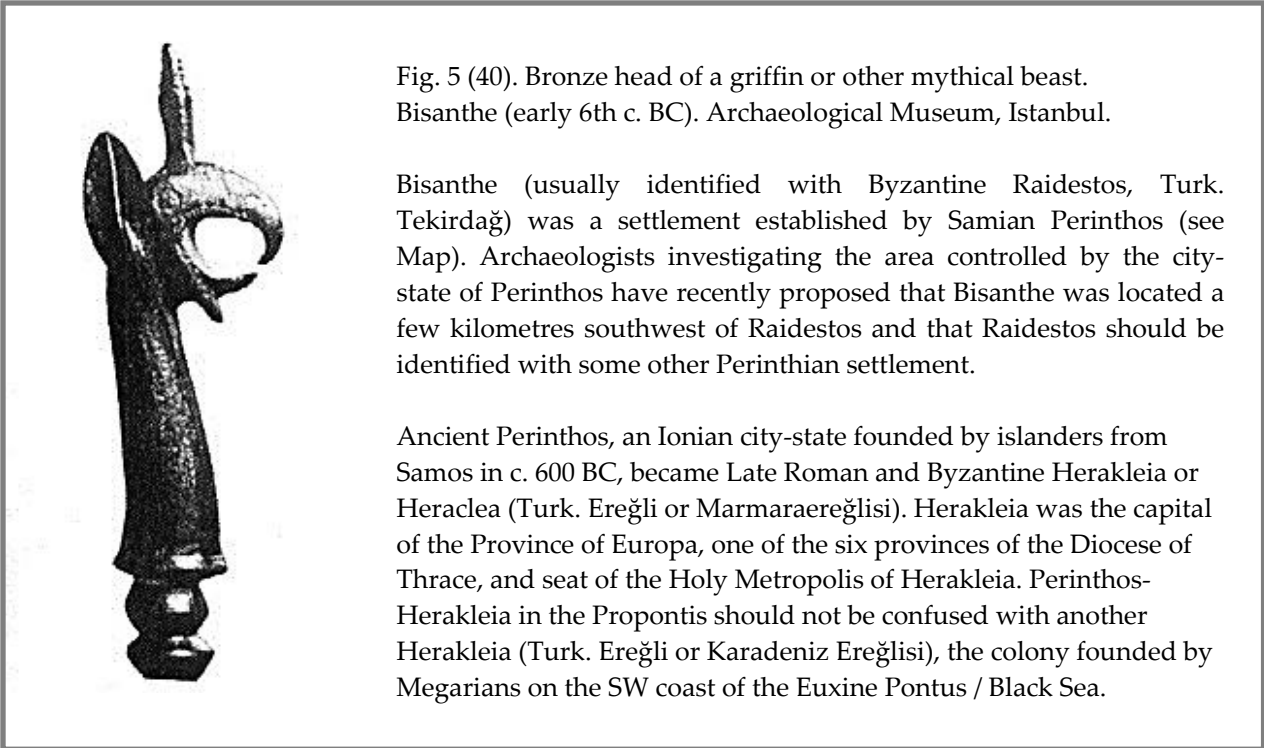 Fig. 5 (40). Bronze head of a griffin or other mythical beast.
Bisanthe (early 6th c. BC). Archaeological Museum, Istanbul.
Bisanthe (usually identified with Byzantine Raidestos, Turk.
Tekirdağ) was a settlement established by Samian Perinthos (see
Map). Archaeologists investigating the area controlled by the city-
state of Perinthos have recently proposed that Bisanthe was located a
few kilometres southwest of Raidestos and that Raidestos should be
identified with some other Perinthian settlement.
Ancient Perinthos, an Ionian city-state founded by islanders from
Samos in c. 600 BC, became Late Roman and Byzantine Herakleia or
Heraclea (Turk. Ereğli or Marmaraereğlisi). Herakleia was the capital
of the Province of Europa, one of the six provinces of the Diocese of
Thrace, and seat of the Holy Metropolis of Herakleia. Perinthos-
Herakleia in the Propontis should not be confused with another
Herakleia (Turk. Ereğli or Karadeniz Ereğlisi), the colony founded by
Megarians on the SW coast of the Euxine Pontus / Black Sea.